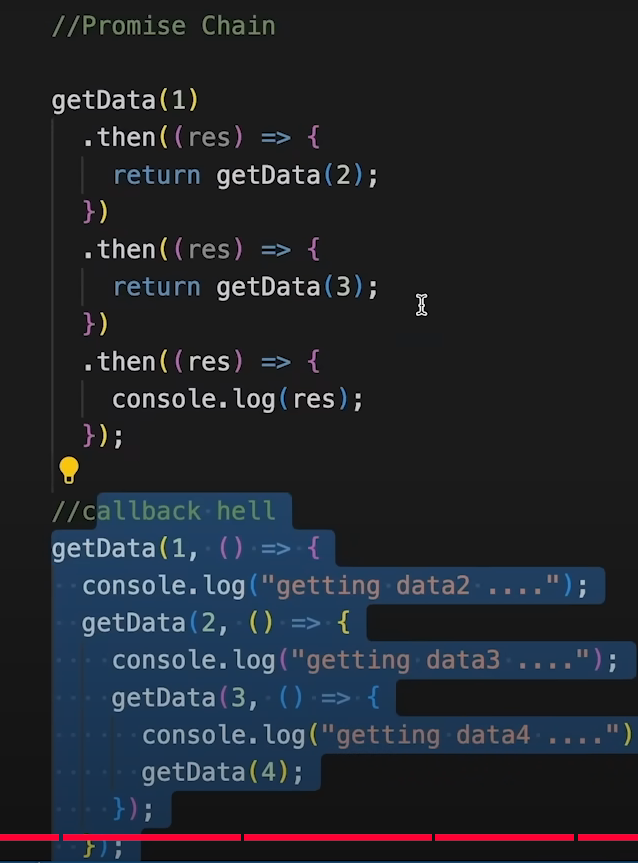 //Promise Chain
getData(1)
.then((res) => {
return getData(2);
})
.then((res) => {
return getData(3);
})
.then((res) => {
console.log(res);
});
//callback hell
getData(1, () => {
console.log("getting data2 ....");
getData(2, () => {
console.log("getting data3 ....");
getData(3, () => {
console.log("getting data4 ....")
getData(4);
});
});